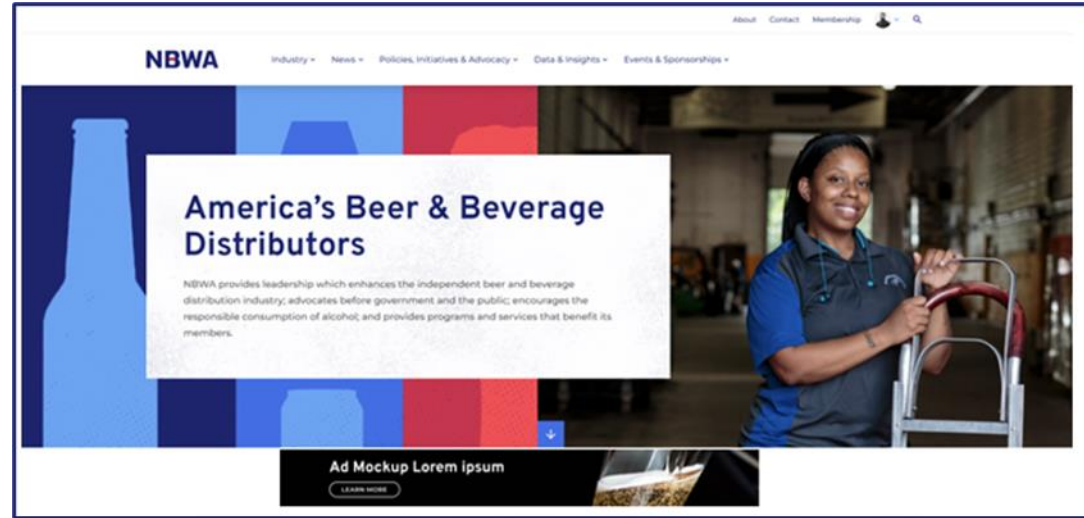 About Contact Membership
NBWA Industry News Policies, Initiatives & Advocacy Data & Insights Events & Sponsorships
America's Beer & Beverage
Distributors
NBWA provides leadership which enhances the independent beer and beverage
distribution industry; advocates before government and the public; encourages the
responsible consumption of alcohol; and provides programs and services that benefit its
members.
Ad Mockup Lorem ipsum
LEARN MORE